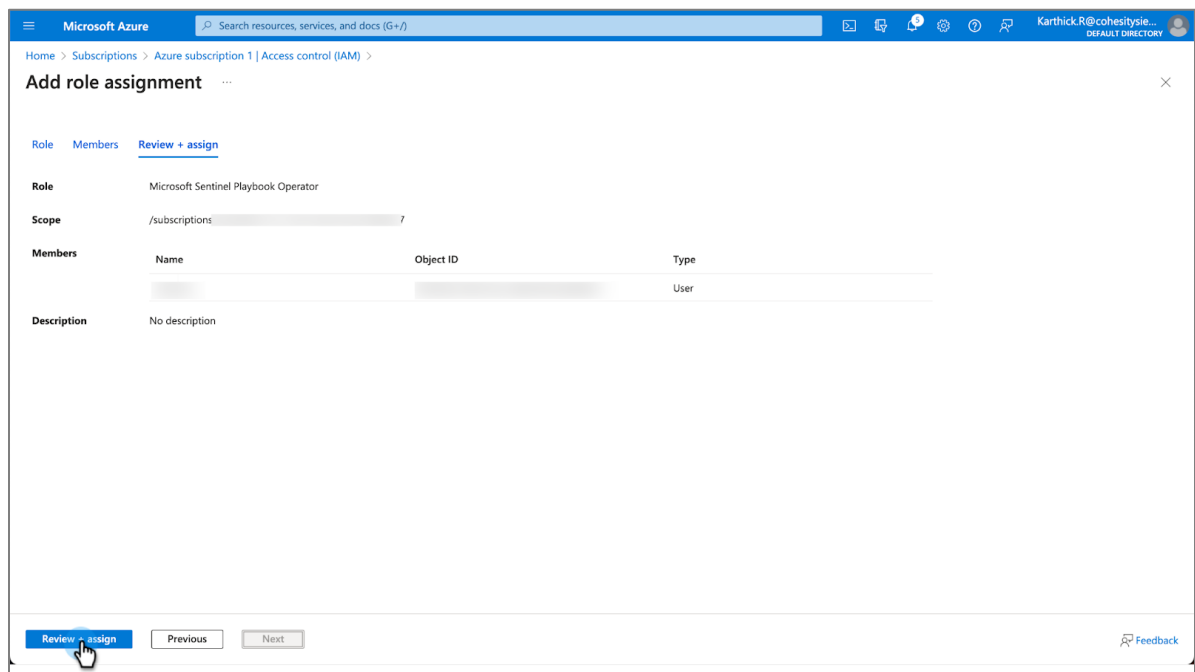 Microsoft Azure
Search resources, services, and docs (G+/)
5
Karthick.R@cohesitysie...
DEFAULT DIRECTORY
Home > Subscriptions > Azure subscription 1 | Access control (IAM) >
Add role assignment ...
Role Members Review + assign
Role Microsoft Sentinel Playbook Operator
Scope /subscriptions 7
Members
Name Object ID Type
User
Description No description
Review + assign Previous Next
Feedback